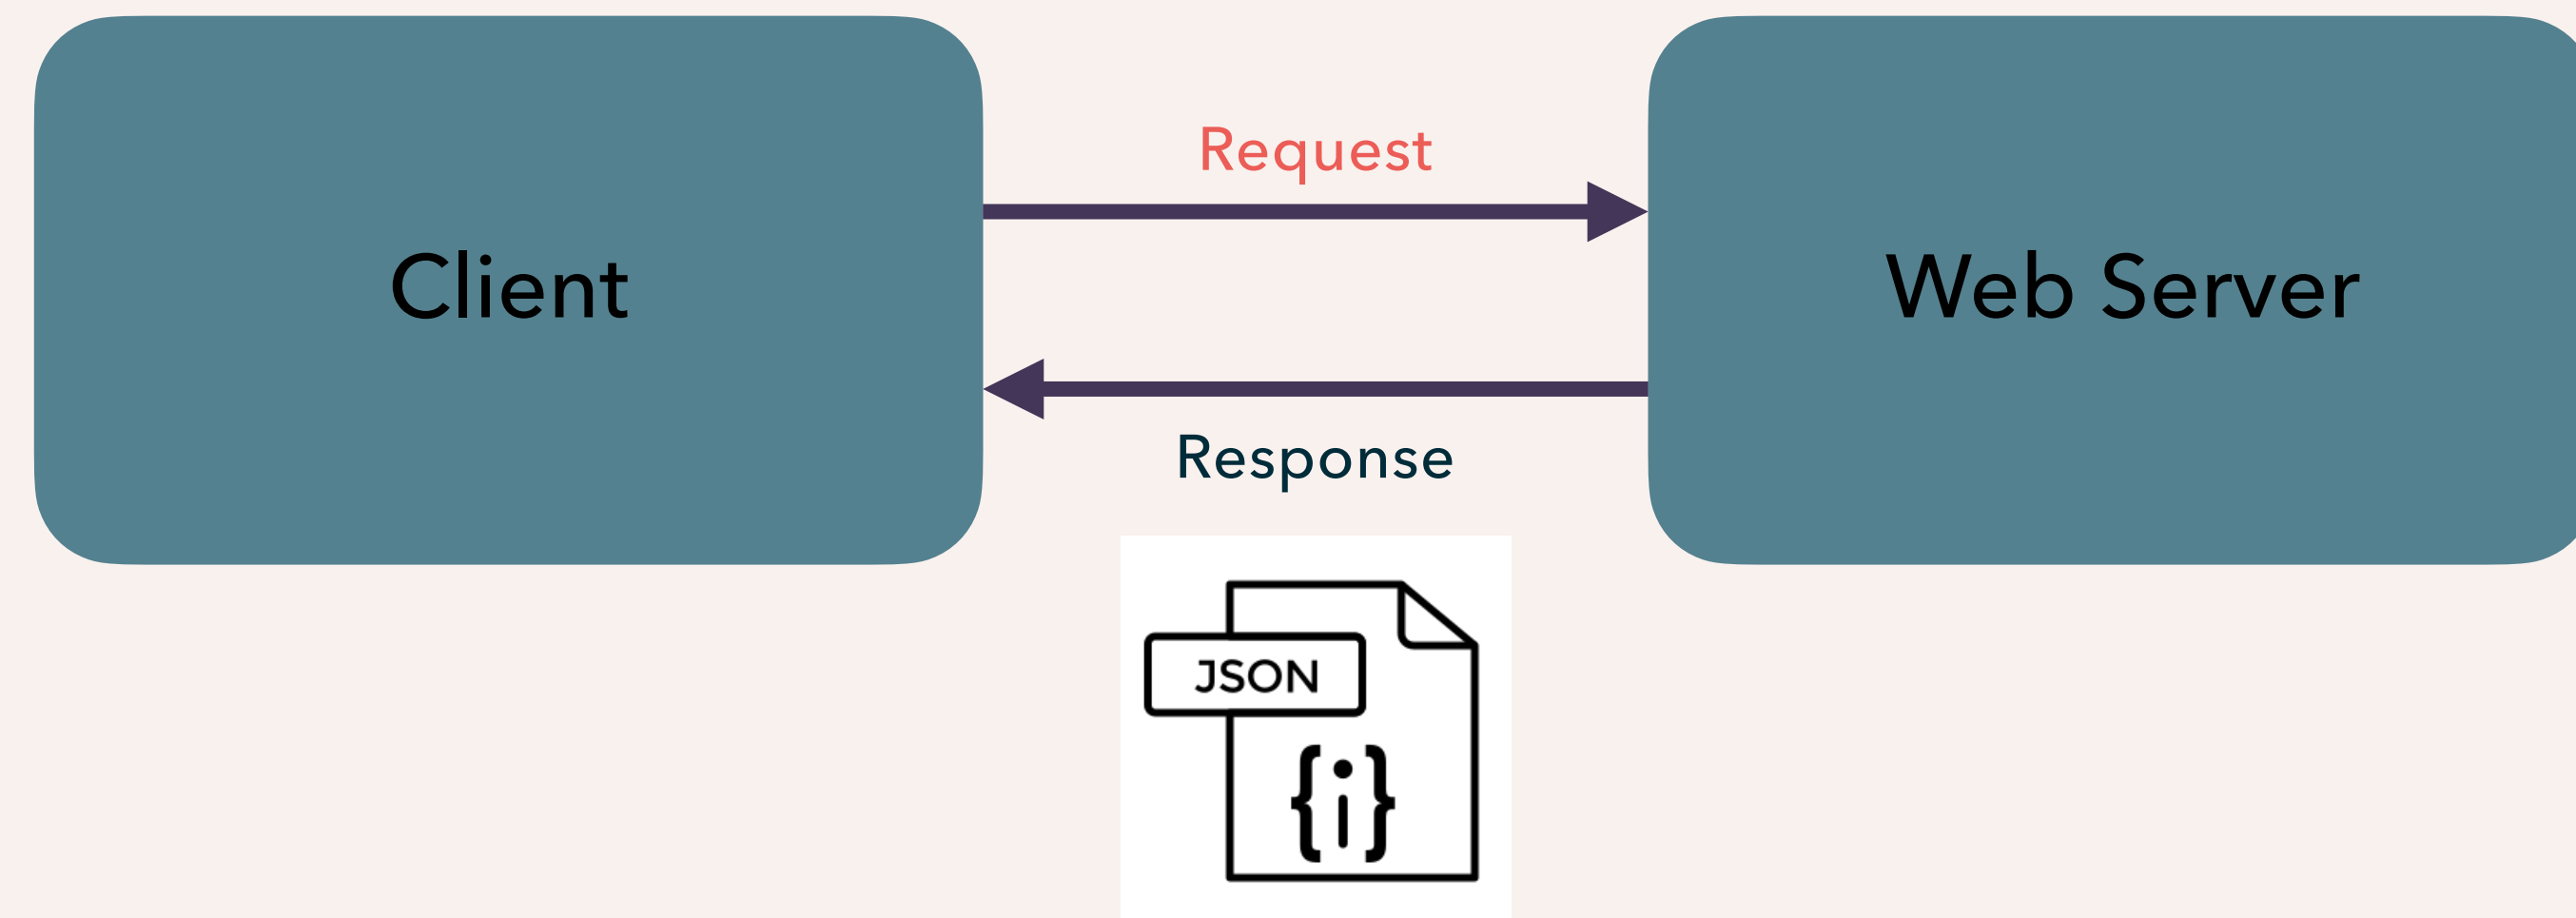 Request
Client
Web Server
Response
JSON
{i}